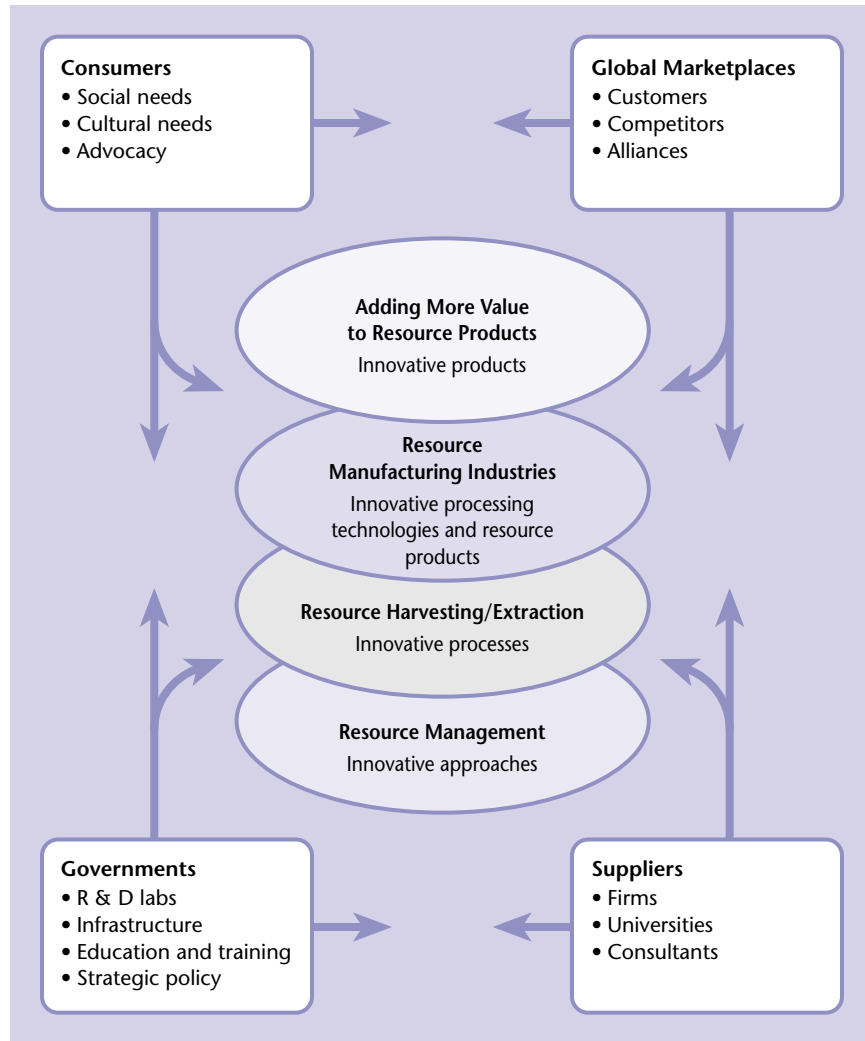 Consumers
• Social needs
• Cultural needs
• Advocacy
Global Marketplaces
• Customers
• Competitors
• Alliances
Adding More Value
to Resource Products
Innovative products
Resource
Manufacturing Industries
Innovative processing
technologies and resource
products
Resource Harvesting/Extraction
Innovative processes
Resource Management
Innovative approaches
Governments
• R & D labs
• Infrastructure
• Education and training
• Strategic policy
Suppliers
• Firms
• Universities
• Consultants